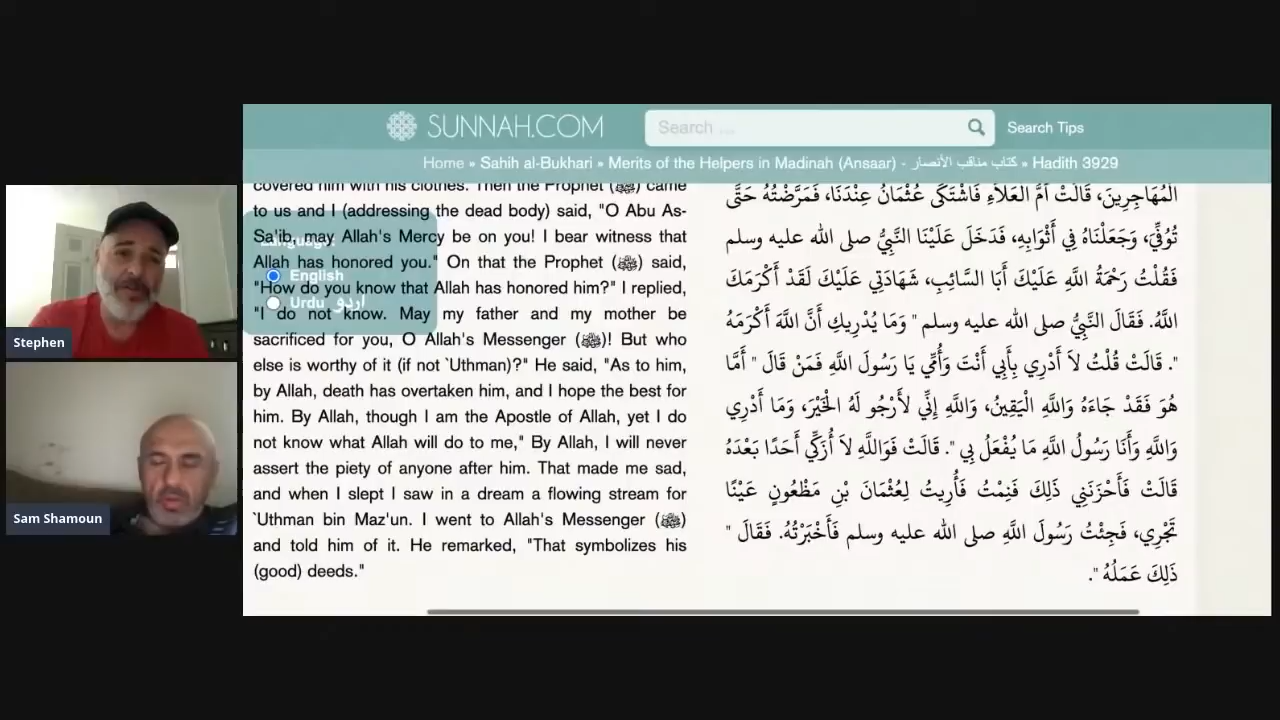 SUNNAH.COM
Search ...
Search Tips
Home » Sahih al-Bukhari » Merits of the Helpers in Madinah (Ansaar) - كتاب مناقب الأنصار » Hadith 3929
Language:
English
Urdu اردو
covered him with his clothes. Then the Prophet (ﷺ) came
to us and I (addressing the dead body) said, "O Abu As-
Sa'ib, may Allah's Mercy be on you! I bear witness that
Allah has honored you." On that the Prophet (ﷺ) said,
"How do you know that Allah has honored him?" I replied,
"I do not know. May my father and my mother be
sacrificed for you, O Allah's Messenger (ﷺ)! But who
else is worthy of it (if not `Uthman)?" He said, "As to him,
by Allah, death has overtaken him, and I hope the best for
him. By Allah, though I am the Apostle of Allah, yet I do
not know what Allah will do to me," By Allah, I will never
assert the piety of anyone after him. That made me sad,
and when I slept I saw in a dream a flowing stream for
`Uthman bin Maz'un. I went to Allah's Messenger (ﷺ)
and told him of it. He remarked, "That symbolizes his
(good) deeds."
الْمُهَاجِرِينَ، قَالَتْ أُمُّ الْعَلاَءِ فَاشْتَكَى عُثْمَانُ عِنْدَنَا، فَمَرَّضْتُهُ حَتَّى
تُوُفِّيَ، وَجَعَلْنَاهُ فِي أَثْوَابِهِ، فَدَخَلَ عَلَيْنَا النَّبِيُّ صلى الله عليه وسلم
فَقُلْتُ رَحْمَةُ اللَّهِ عَلَيْكَ أَبَا السَّائِبِ، شَهَادَتِي عَلَيْكَ لَقَدْ أَكْرَمَكَ
اللَّهُ. فَقَالَ النَّبِيُّ صلى الله عليه وسلم " وَمَا يُدْرِيكِ أَنَّ اللَّهَ أَكْرَمَهُ
". قَالَتْ قُلْتُ لاَ أَدْرِي بِأَبِي أَنْتَ وَأُمِّي يَا رَسُولَ اللَّهِ فَمَنْ قَالَ " أَمَّا
هُوَ فَقَدْ جَاءَهُ وَاللَّهِ الْيَقِينُ، وَاللَّهِ إِنِّي لأَرْجُو لَهُ الْخَيْرَ، وَمَا أَدْرِي
وَاللَّهِ وَأَنَا رَسُولُ اللَّهِ مَا يُفْعَلُ بِي ". قَالَتْ فَوَاللَّهِ لاَ أُزَكِّي أَحَدًا بَعْدَهُ
قَالَتْ فَأَحْزَنَنِي ذَلِكَ فَنِمْتُ فَأُرِيتُ لِعُثْمَانَ بْنِ مَظْعُونٍ عَيْنًا
تَجْرِي، فَجِئْتُ رَسُولَ اللَّهِ صلى الله عليه وسلم فَأَخْبَرْتُهُ. فَقَالَ "
ذَلِكَ عَمَلُهُ ".
Stephen
Sam Shamoun